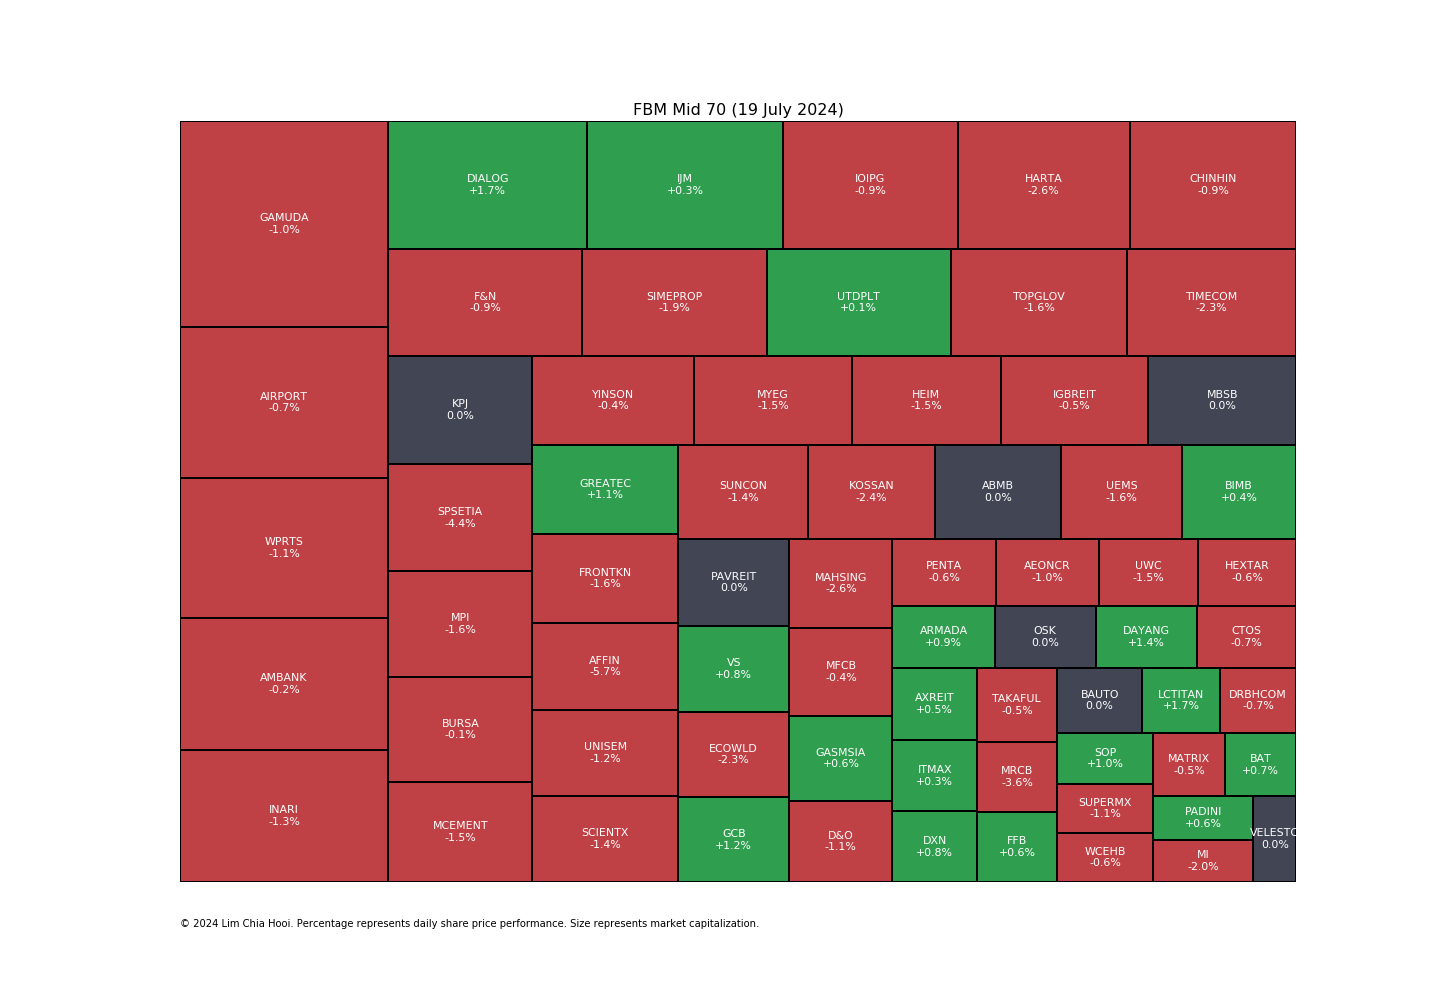 FBM Mid 70 (19 July 2024)
GAMUDA
-1.0%
AIRPORT
-0.7%
WPRTS
-1.1%
AMBANK
-0.2%
INARI
-1.3%
DIALOG
+1.7%
IJM
+0.3%
IOIPG
-0.9%
HARTA
-2.6%
CHINHIN
-0.9%
F&N
-0.9%
SIMEPROP
-1.9%
UTDPLT
+0.1%
TOPGLOV
-1.6%
TIMECOM
-2.3%
KPJ
0.0%
SPSETIA
-4.4%
MPI
-1.6%
BURSA
-0.1%
MCEMENT
-1.5%
YINSON
-0.4%
MYEG
-1.5%
HEIM
-1.5%
IGBREIT
-0.5%
MBSB
0.0%
GREATEC
+1.1%
FRONTKN
-1.6%
AFFIN
-5.7%
UNISEM
-1.2%
SCIENTX
-1.4%
SUNCON
-1.4%
KOSSAN
-2.4%
ABMB
0.0%
UEMS
-1.6%
BIMB
+0.4%
PAVREIT
0.0%
VS
+0.8%
ECOWLD
-2.3%
GCB
+1.2%
MAHSING
-2.6%
MFCB
-0.4%
GASMSIA
+0.6%
D&O
-1.1%
PENTA
-0.6%
AEONCR
-1.0%
UWC
-1.5%
HEXTAR
-0.6%
ARMADA
+0.9%
OSK
0.0%
DAYANG
+1.4%
CTOS
-0.7%
AXREIT
+0.5%
ITMAX
+0.3%
DXN
+0.8%
TAKAFUL
-0.5%
MRCB
-3.6%
FFB
+0.6%
BAUTO
0.0%
LCTITAN
+1.7%
DRBHCOM
-0.7%
SOP
+1.0%
SUPERMX
-1.1%
WCEHB
-0.6%
MATRIX
-0.5%
BAT
+0.7%
PADINI
+0.6%
MI
-2.0%
VELESTO
0.0%
© 2024 Lim Chia Hooi. Percentage represents daily share price performance. Size represents market capitalization.